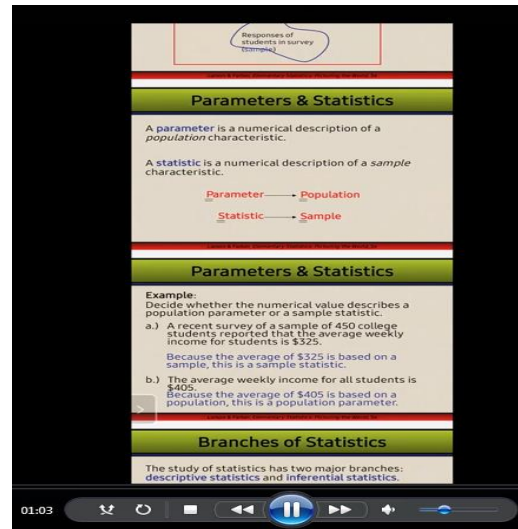 Responses of
students in survey
(sample)
Parameters & Statistics
A parameter is a numerical description of a
population characteristic.
A statistic is a numerical description of a sample
characteristic.
Parameter Population
Statistic Sample
Parameters & Statistics
Example:
Decide whether the numerical value describes a
population parameter or a sample statistic.
a.) A recent survey of a sample of 450 college
students reported that the average weekly
income for students is $325.
Because the average of $325 is based on a
sample, this is a sample statistic.
b.) The average weekly income for all students is
$405.
Because the average of $405 is based on a
population, this is a population parameter.
Branches of Statistics
The study of statistics has two major branches:
descriptive statistics and inferential statistics.
01:03